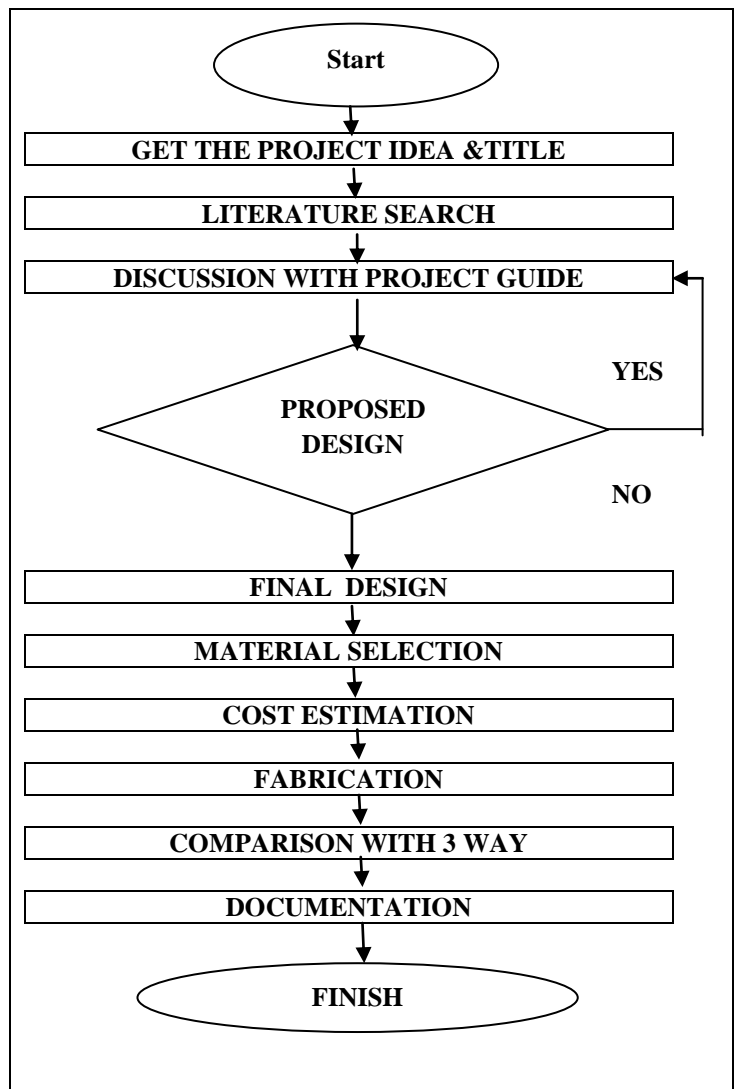 Start
GET THE PROJECT IDEA &TITLE
LITERATURE SEARCH
DISCUSSION WITH PROJECT GUIDE
YES
PROPOSED
DESIGN
NO
FINAL DESIGN
MATERIAL SELECTION
COST ESTIMATION
FABRICATION
COMPARISON WITH 3 WAY
DOCUMENTATION
FINISH